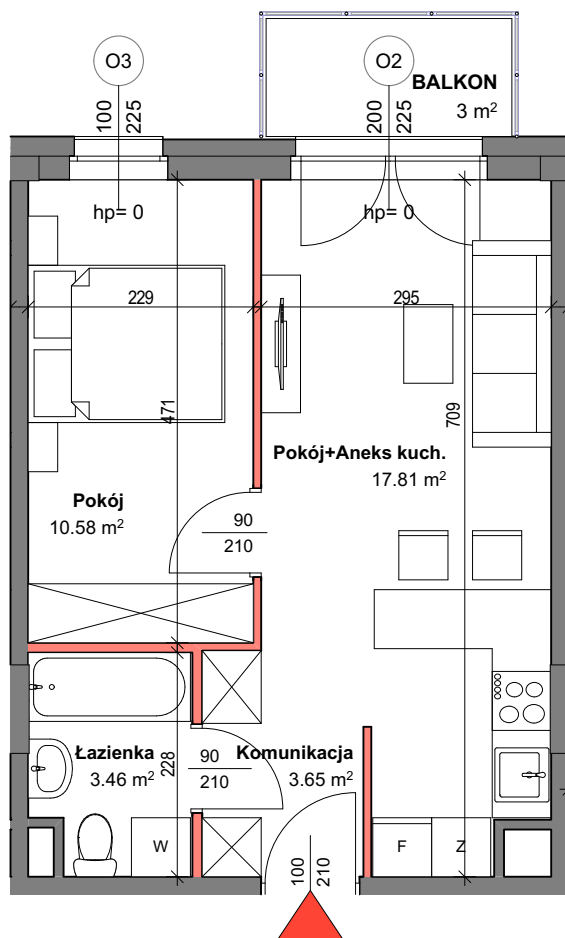 O3
O2
BALKON
3 m²
100
225
200
225
hp= 0
hp= 0
229
295
471
709
Pokój+Aneks kuch.
17.81 m²
Pokój
10.58 m²
90
210
Łazienka
3.46 m²
228
90
210
Komunikacja
3.65 m²
W
F
Z
100
210